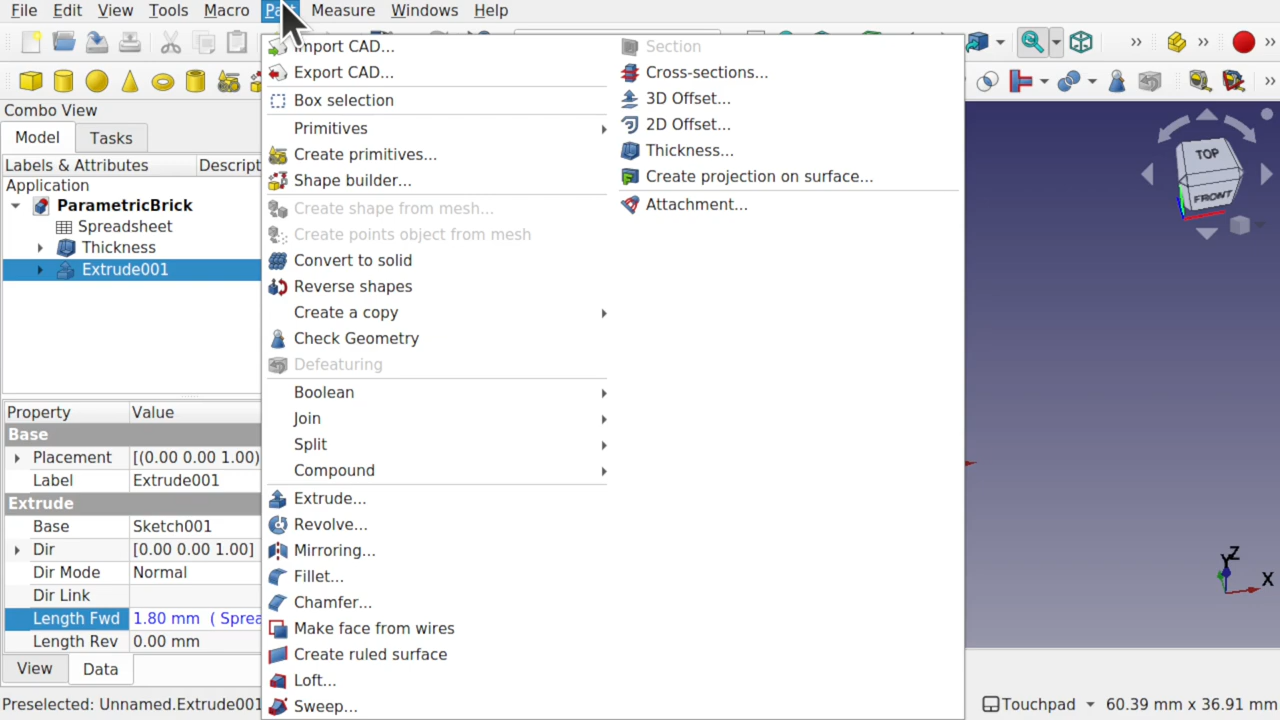 File Edit View Tools Macro Part Measure Windows Help
Import CAD...
Export CAD...
Box selection
Primitives
Create primitives...
Shape builder...
Create shape from mesh...
Create points object from mesh
Convert to solid
Reverse shapes
Create a copy
Check Geometry
Defeaturing
Boolean
Join
Split
Compound
Extrude...
Revolve...
Mirroring...
Fillet...
Chamfer...
Make face from wires
Create ruled surface
Loft...
Sweep...
Section
Cross-sections...
3D Offset...
2D Offset...
Thickness...
Create projection on surface...
Attachment...
Combo View
Model Tasks
Labels & Attributes Descript
Application
ParametricBrick
Spreadsheet
Thickness
Extrude001
Property Value
Base
Placement [(0.00 0.00 1.00)
Label Extrude001
Extrude
Base Sketch001
Dir [0.00 0.00 1.00]
Dir Mode Normal
Dir Link
Length Fwd 1.80 mm ( Sprea
Length Rev 0.00 mm
View Data
Preselected: Unnamed.Extrude001
TOP
FRONT
Z
Y
X
Touchpad 60.39 mm x 36.91 mm